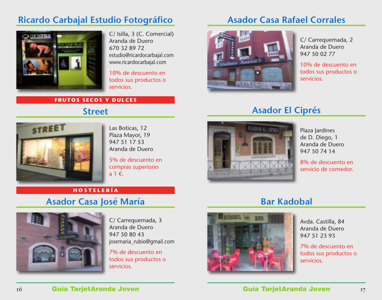 Ricardo Carbajal Estudio Fotográfico
C/ Isilla, 3 (C. Comercial)
Aranda de Duero
670 32 89 72
estudio@ricardocarbajal.com
www.ricardocarbajal.com
10% de descuento en
todos sus productos o
servicios.
FRUTOS SECOS Y DULCES
Street
STREET
Las Boticas, 12
Plaza Mayor, 19
947 51 17 53
Aranda de Duero
5% de descuento en
compras superiores
a 1 €.
HOSTELERÍA
Asador Casa José María
C/ Carrequemada, 3
Aranda de Duero
947 50 80 43
josemaria_rubio@gmail.com
7% de descuento en
todos sus productos o
servicios.
16
Guía TarjetAranda Joven
Asador Casa Rafael Corrales
C/ Carrequemada, 2
Aranda de Duero
947 50 02 77
10% de descuento en
todos sus productos o
servicios.
Asador El Ciprés
ASADOR EL CIPRES
Plaza Jardines
de D. Diego, 1
Aranda de Duero
947 50 74 14
8% de descuento en
servicio de comedor.
Bar Kadobal
Avda. Castilla, 84
Aranda de Duero
947 51 23 93
7% de descuento en
todos sus productos o
servicios.
Guía TarjetAranda Joven
17